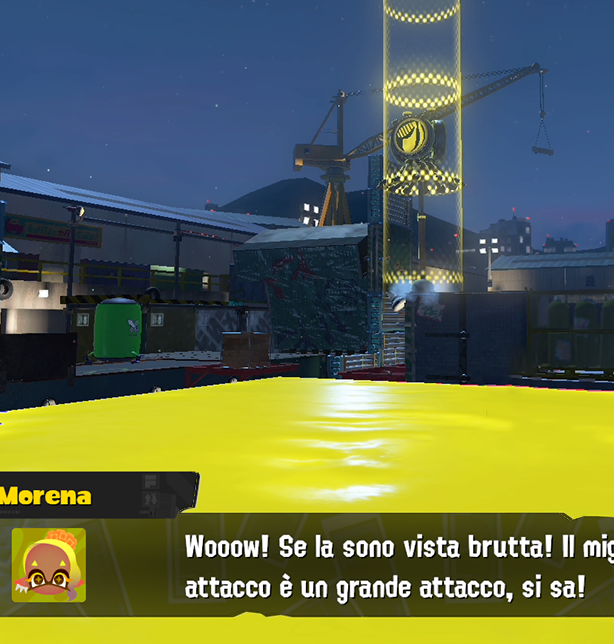 Morena
Wooow! Se la sono vista brutta! Il mig
attacco è un grande attacco, si sa!